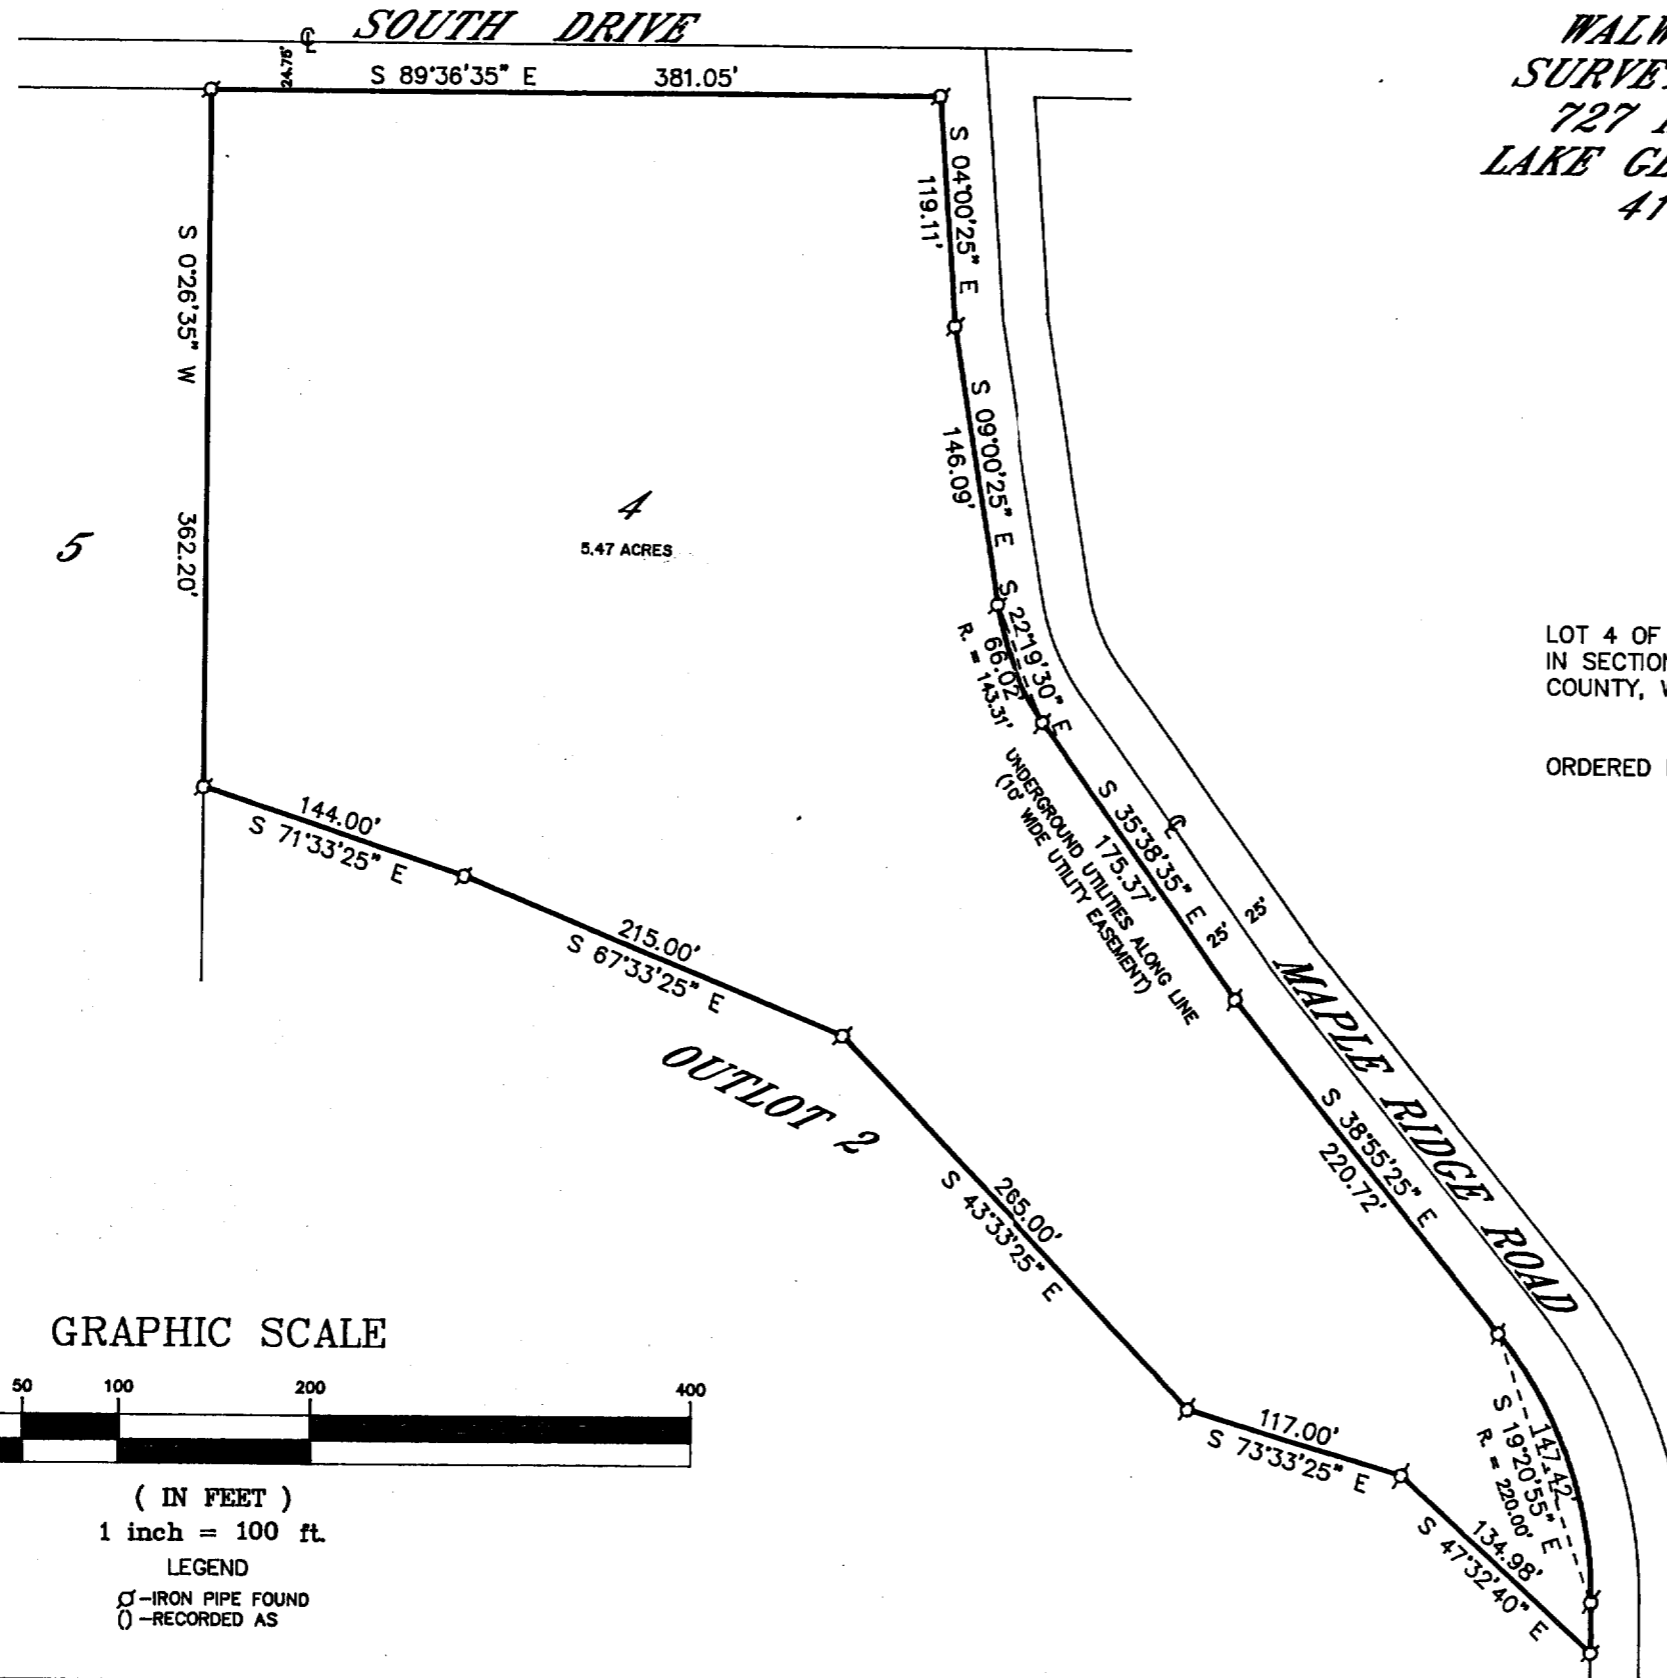 SOUTH DRIVE
℄
24.75'
S 89°36'35" E 381.05'
WALW
SURVEY
727
LAKE GE
41
S 0°26'35" W 362.20'
S 04°00'25" E
119.11'
S 09°00'25" E
146.09'
5
4
5.47 ACRES
S 22°19'30" E
66.02'
R. = 143.31'
LOT 4 OF
IN SECTION
COUNTY, W
ORDERED
UNDERGROUND UTILITIES ALONG LINE
(10' WIDE UTILITY EASEMENT)
S 35°38'35" E
175.37'
℄
25'
25'
MAPLE RIDGE ROAD
144.00'
S 71°33'25" E
215.00'
S 67°33'25" E
OUTLOT 2
S 38°55'25" E
220.72'
265.00'
S 43°33'25" E
117.00'
S 73°33'25" E
147.42'
S 19°20'55" E
R. = 220.00'
134.98'
S 47°32'40" E
GRAPHIC SCALE
50 100 200 400
( IN FEET )
1 inch = 100 ft.
LEGEND
-IRON PIPE FOUND
() -RECORDED AS